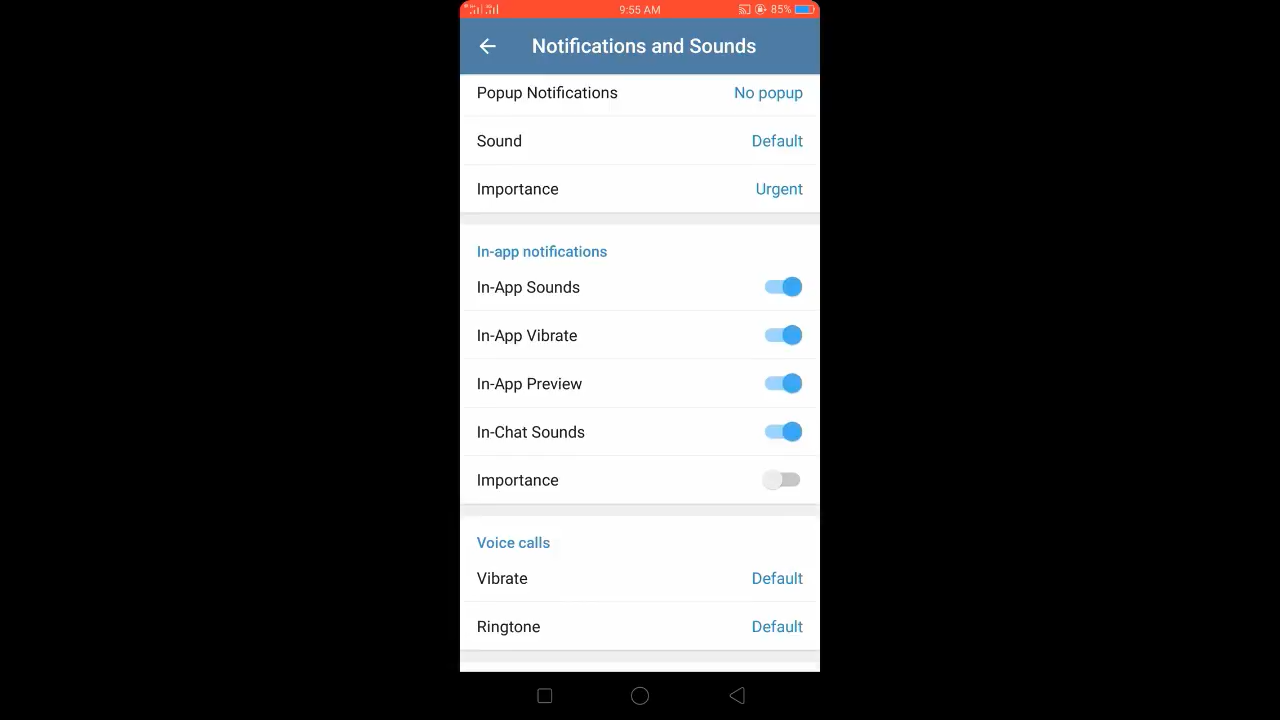 9:55 AM 85%
Notifications and Sounds
Popup Notifications No popup
Sound Default
Importance Urgent
In-app notifications
In-App Sounds
In-App Vibrate
In-App Preview
In-Chat Sounds
Importance
Voice calls
Vibrate Default
Ringtone Default